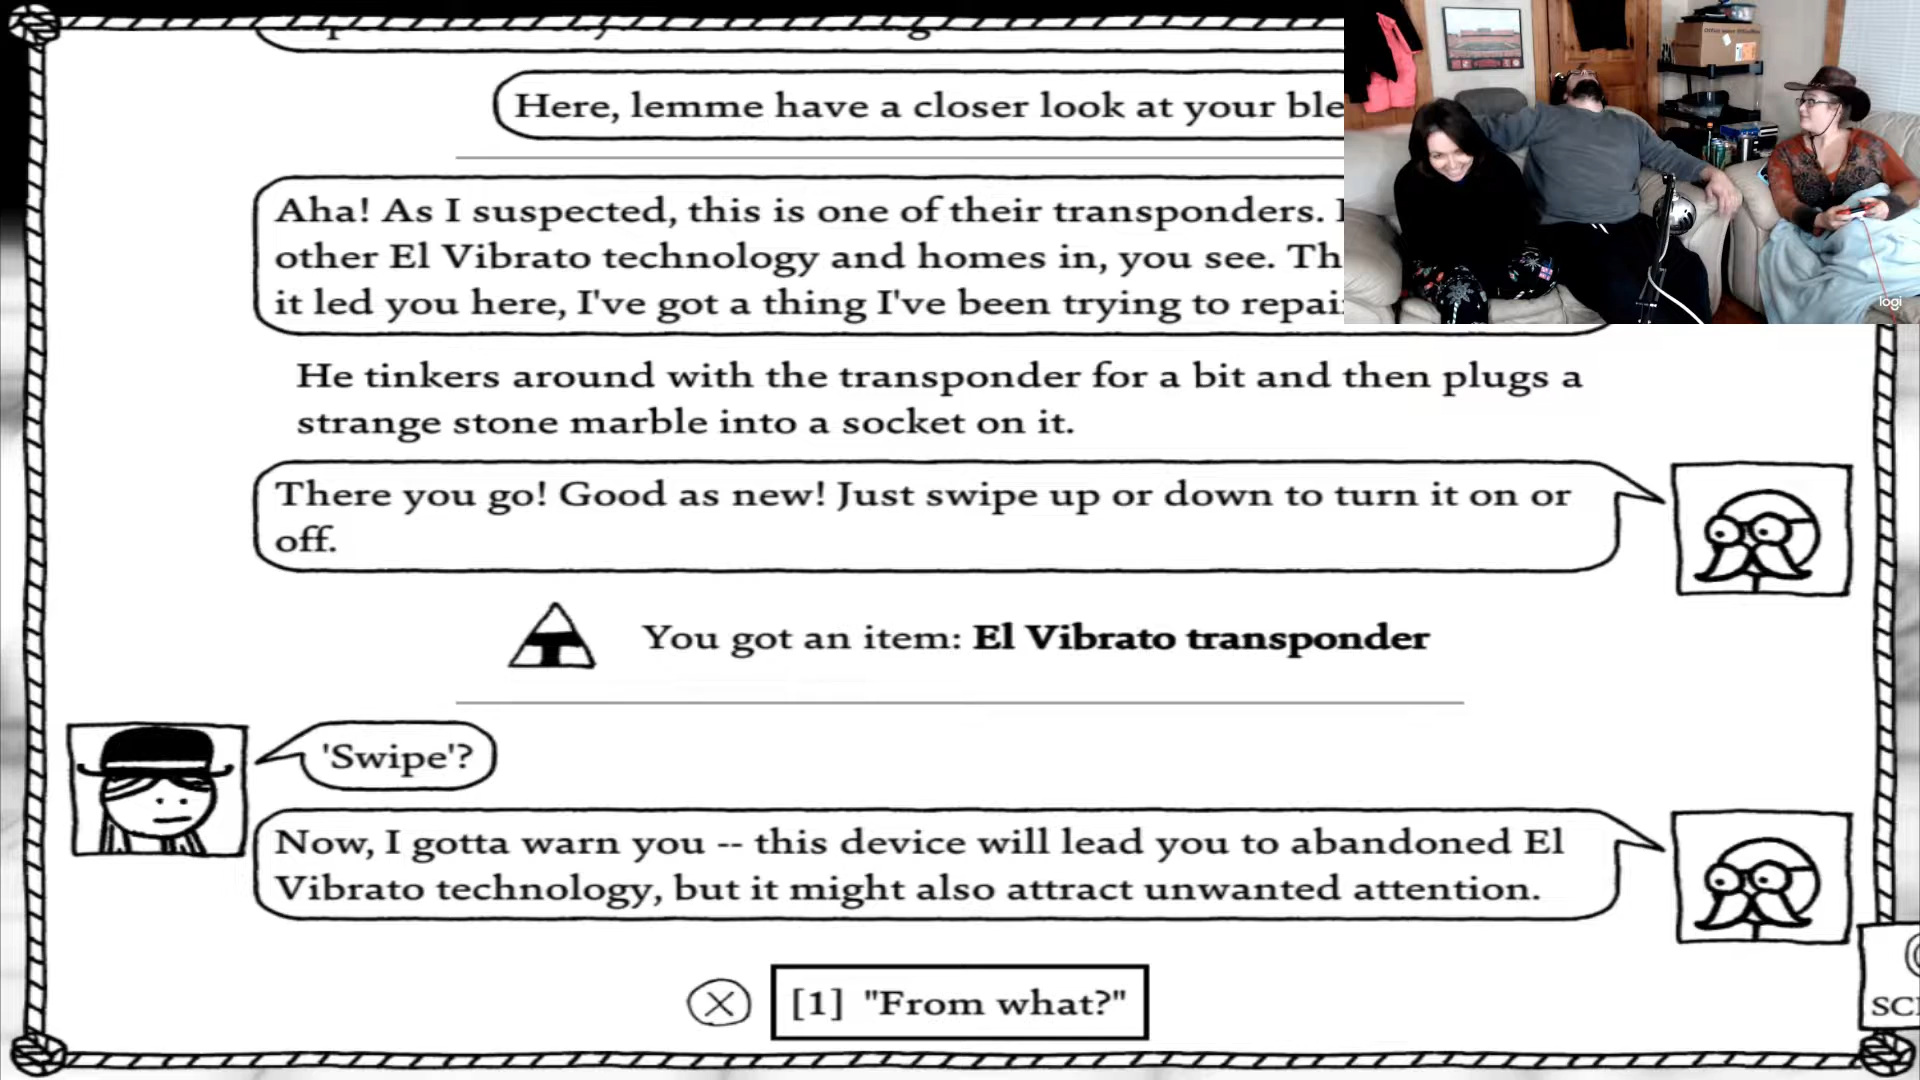 Here, lemme have a closer look at your
Aha! As I suspected, this is one of their transponders.
other El Vibrato technology and homes in, you see.
it led you here, I've got a thing I've been trying to
He tinkers around with the transponder for a bit and then plugs a
strange stone marble into a socket on it.
There you go! Good as new! Just swipe up or down to turn it on or
off.
You got an item: El Vibrato transponder
'Swipe'?
Now, I gotta warn you -- this device will lead you to abandoned El
Vibrato technology, but it might also attract unwanted attention.
[1] "From what?"
logi